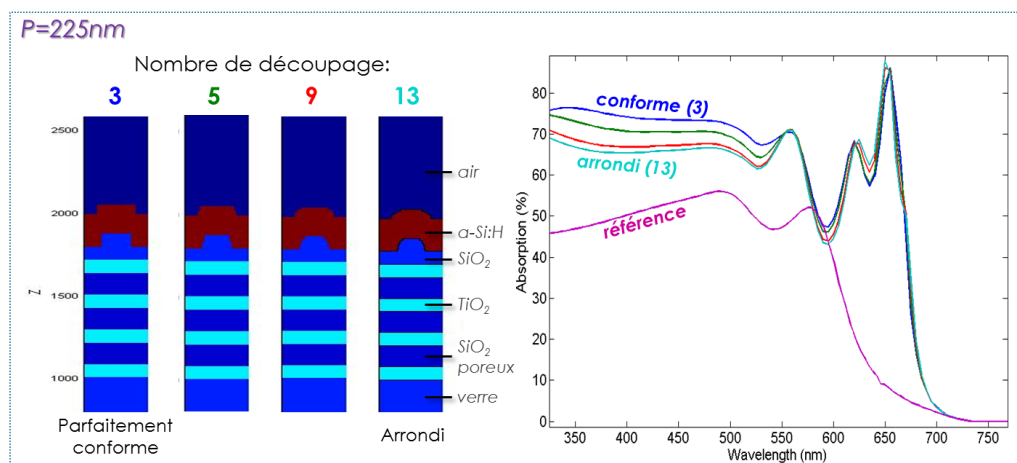 P=225nm
Nombre de découpage:
3 5 9 13
2500
2000
1500
1000
Z
air
a-Si:H
SiO2
TiO2
SiO2
poreux
verre
Parfaitement
conforme
Arrondi
80
70
60
50
40
30
20
10
0
Absorption (%)
conforme (3)
arrondi (13)
référence
350 400 450 500 550 600 650 700 750
Wavelength (nm)